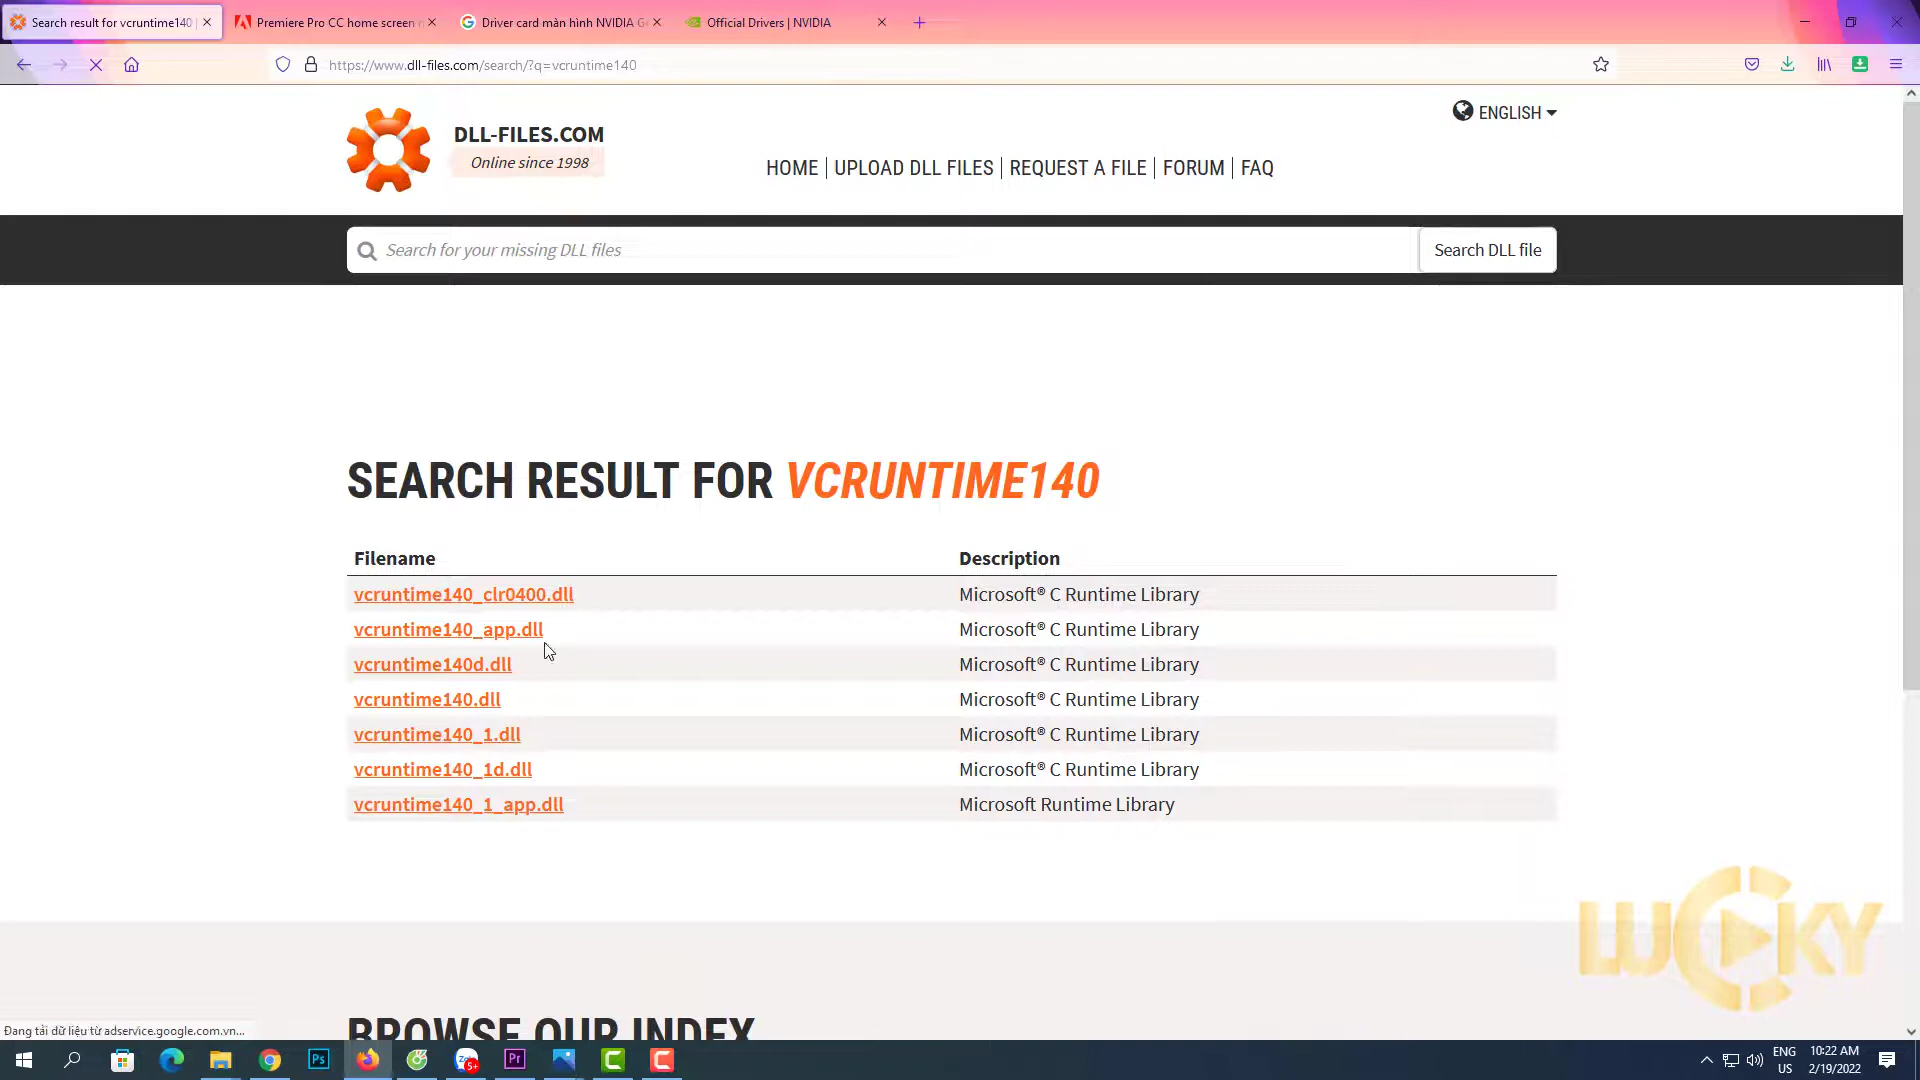 Search result for vcruntime140
Premiere Pro CC home screen
Driver card màn hình NVIDIA G
Official Drivers | NVIDIA
https://www.dll-files.com/search/?q=vcruntime140
DLL-FILES.COM
Online since 1998
ENGLISH
HOME | UPLOAD DLL FILES | REQUEST A FILE | FORUM | FAQ
Search for your missing DLL files
Search DLL file
SEARCH RESULT FOR VCRUNTIME140
Filename Description
vcruntime140_clr0400.dll Microsoft® C Runtime Library
vcruntime140_app.dll Microsoft® C Runtime Library
vcruntime140d.dll Microsoft® C Runtime Library
vcruntime140.dll Microsoft® C Runtime Library
vcruntime140_1.dll Microsoft® C Runtime Library
vcruntime140_1d.dll Microsoft® C Runtime Library
vcruntime140_1_app.dll Microsoft Runtime Library
LUCKY
BROWSE OUR INDEX
Đang tải dữ liệu từ adservice.google.com.vn...
Ps
Zalo
5+
Pr
C
C
ENG
US
10:22 AM
2/19/2022